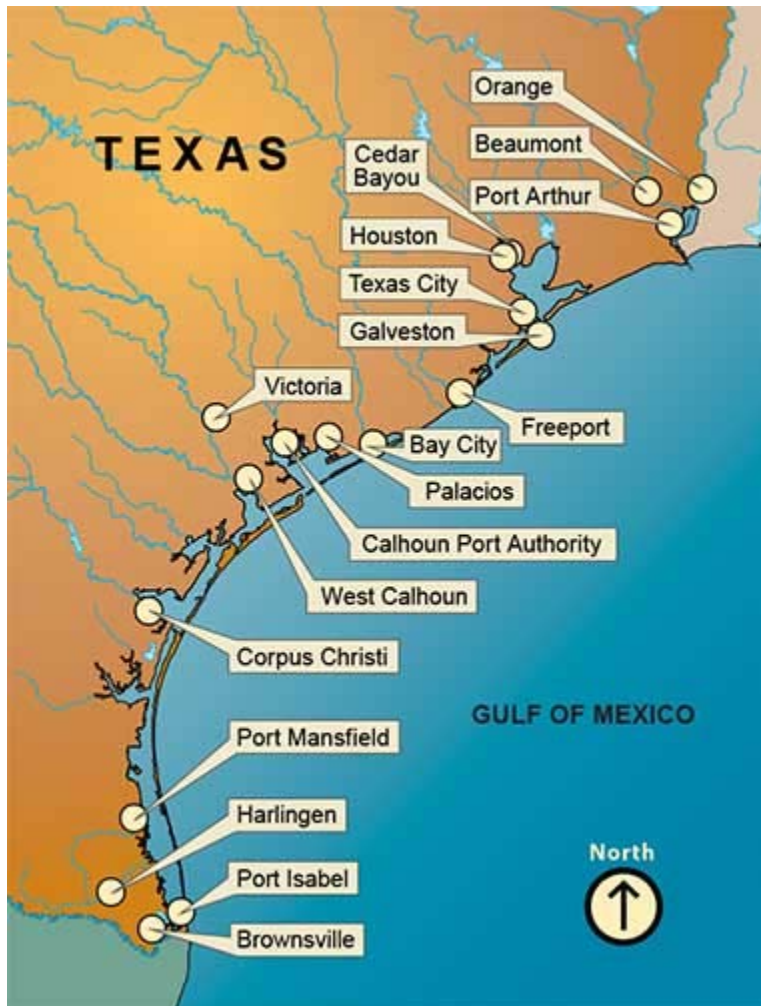 TEXAS
Orange
Beaumont
Cedar
Bayou
Port Arthur
Houston
Texas City
Galveston
Victoria
Freeport
Bay City
Palacios
Calhoun Port Authority
West Calhoun
Corpus Christi
GULF OF MEXICO
Port Mansfield
Harlingen
North
Port Isabel
Brownsville